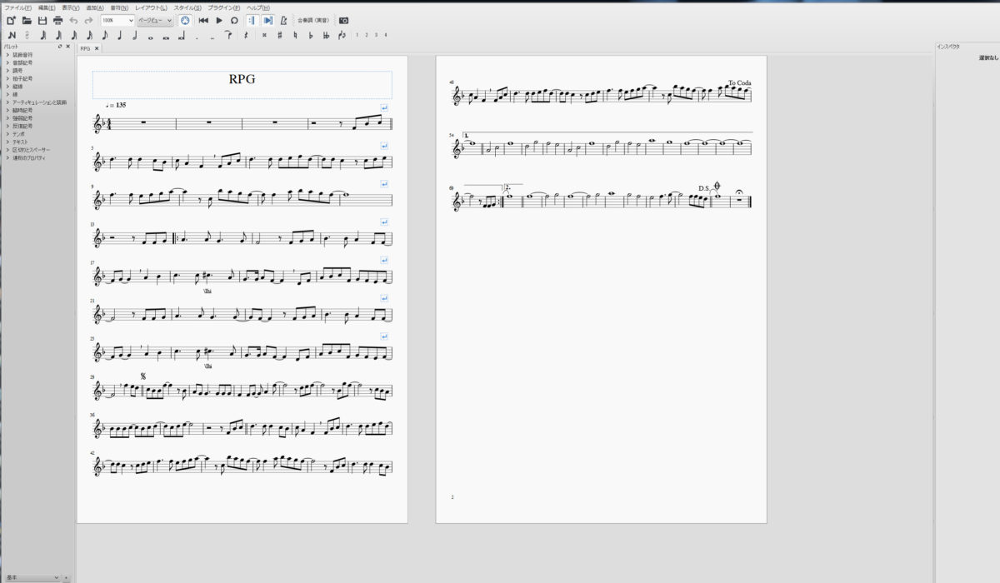 ファイル(F) 編集(E) 表示(V) 追加(A) 音符(N) レイアウト(L) スタイル(S) プラグイン(P) ヘルプ(H)
100% ページビュー 合奏調（実音）
1 2 3 4
パレット
装飾音符
音部記号
調号
拍子記号
縦線
線
アーティキュレーションと装飾
臨時記号
強弱記号
反復記号
テンポ
テキスト
区切りとスペーサー
連桁のプロパティ
基本
RPG
RPG
= 135
5
9
13
17
21
25
29
36
42
48
To Coda
54
1.
60
2.
D.S.
2
インスペクタ
選択なし